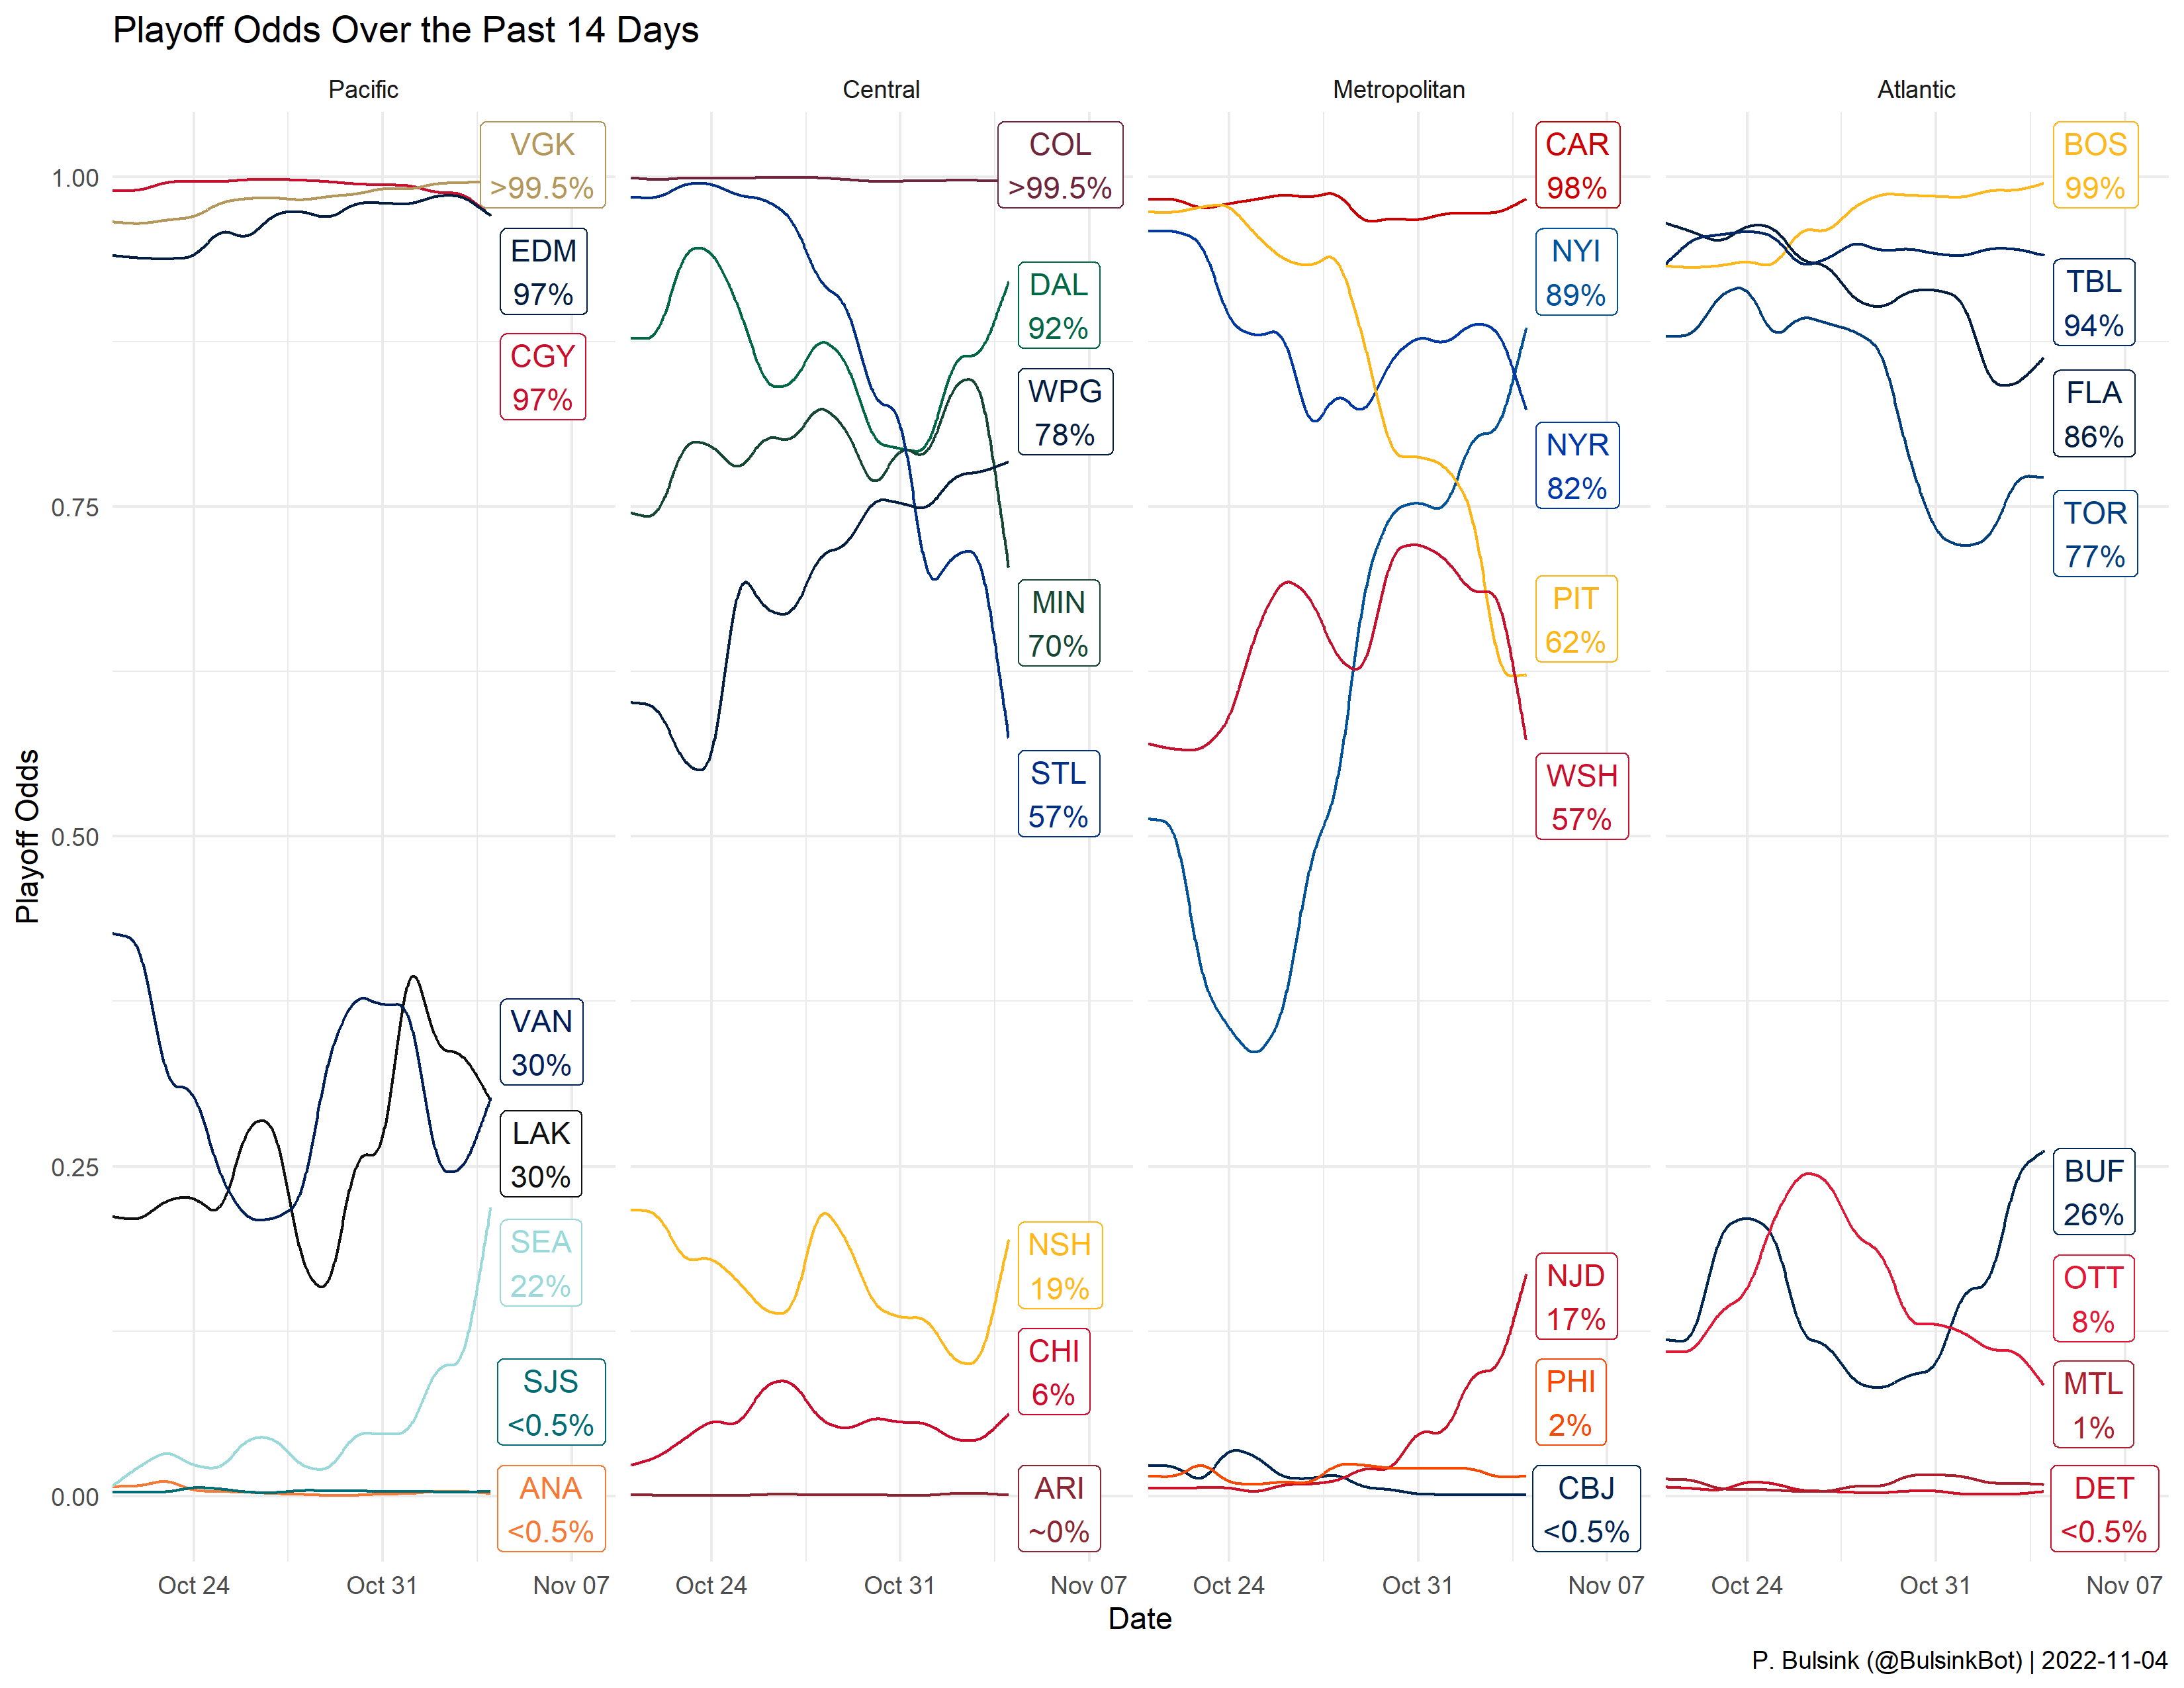 Playoff Odds Over the Past 14 Days
Pacific
Central
Metropolitan
Atlantic
Playoff Odds
1.00
0.75
0.50
0.25
0.00
VGK
>99.5%
EDM
97%
CGY
97%
VAN
30%
LAK
30%
SEA
22%
SJS
<0.5%
ANA
<0.5%
COL
>99.5%
DAL
92%
WPG
78%
MIN
70%
STL
57%
NSH
19%
CHI
6%
ARI
~0%
CAR
98%
NYI
89%
NYR
82%
PIT
62%
WSH
57%
NJD
17%
PHI
2%
CBJ
<0.5%
BOS
99%
TBL
94%
FLA
86%
TOR
77%
BUF
26%
OTT
8%
MTL
1%
DET
<0.5%
Oct 24
Oct 31
Nov 07
Oct 24
Oct 31
Nov 07
Oct 24
Oct 31
Nov 07
Oct 24
Oct 31
Nov 07
Date
P. Bulsink (@BulsinkBot) | 2022-11-04